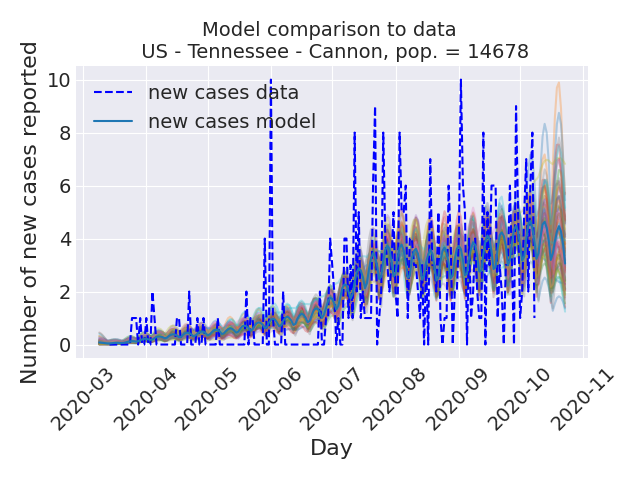 Model comparison to data
US - Tennessee - Cannon, pop. = 14678
Number of new cases reported
10
8
6
4
2
0
new cases data
new cases model
2020-03
2020-04
2020-05
2020-06
2020-07
2020-08
2020-09
2020-10
2020-11
Day